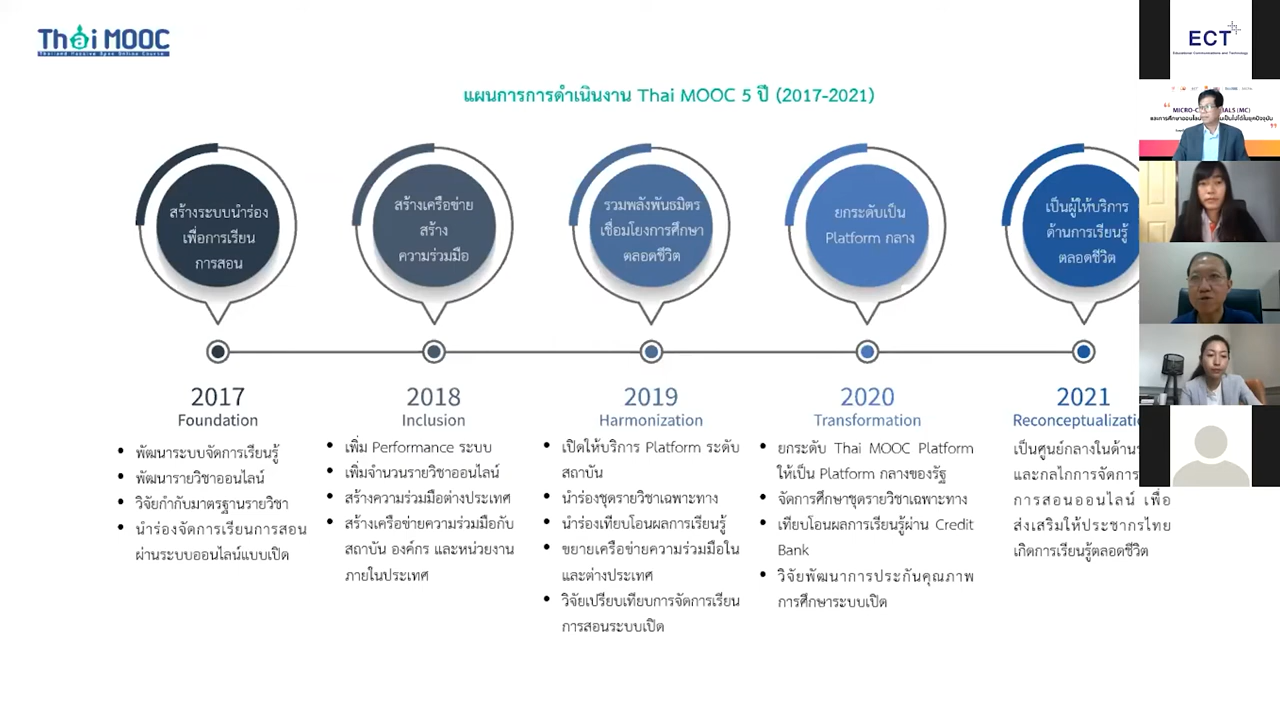 Thai MOOC
Thailand Massive Open Online Course
แผนการการดำเนินงาน Thai MOOC 5 ปี (2017-2021)
สร้างระบบนำร่อง
เพื่อการเรียน
การสอน
สร้างเครือข่าย
สร้าง
ความร่วมมือ
รวมพลังพันธมิตร
เชื่อมโยงการศึกษา
ตลอดชีวิต
ยกระดับเป็น
Platform กลาง
เป็นผู้ให้บริการ
ด้านการเรียนรู้
ตลอดชีวิต
2017
Foundation
• พัฒนาระบบจัดการเรียนรู้
• พัฒนารายวิชาออนไลน์
• วิจัยกำกับมาตรฐานรายวิชา
• นำร่องจัดการเรียนการสอน
ผ่านระบบออนไลน์แบบเปิด
2018
Inclusion
• เพิ่ม Performance ระบบ
• เพิ่มจำนวนรายวิชาออนไลน์
• สร้างความร่วมมือต่างประเทศ
• สร้างเครือข่ายความร่วมมือกับ
สถาบัน องค์กร และหน่วยงาน
ภายในประเทศ
2019
Harmonization
• เปิดให้บริการ Platform ระดับ
สถาบัน
• นำร่องชุดรายวิชาเฉพาะทาง
• นำร่องเทียบโอนผลการเรียนรู้
• ขยายเครือข่ายความร่วมมือใน
และต่างประเทศ
• วิจัยเปรียบเทียบการจัดการเรียน
การสอนระบบเปิด
2020
Transformation
• ยกระดับ Thai MOOC Platform
ให้เป็น Platform กลางของรัฐ
• จัดการศึกษาชุดรายวิชาเฉพาะทาง
• เทียบโอนผลการเรียนรู้ผ่าน Credit
Bank
• วิจัยพัฒนาการประกันคุณภาพ
การศึกษาระบบเปิด
2021
Reconceptualizati
เป็นศูนย์กลางในด้าน
และกลไกการจัดการ
การสอนออนไลน์ เพื่อ
ส่งเสริมให้ประชากรไทย
เกิดการเรียนรู้ตลอดชีวิต
ECT
Educational Communications and Technology
(MC)